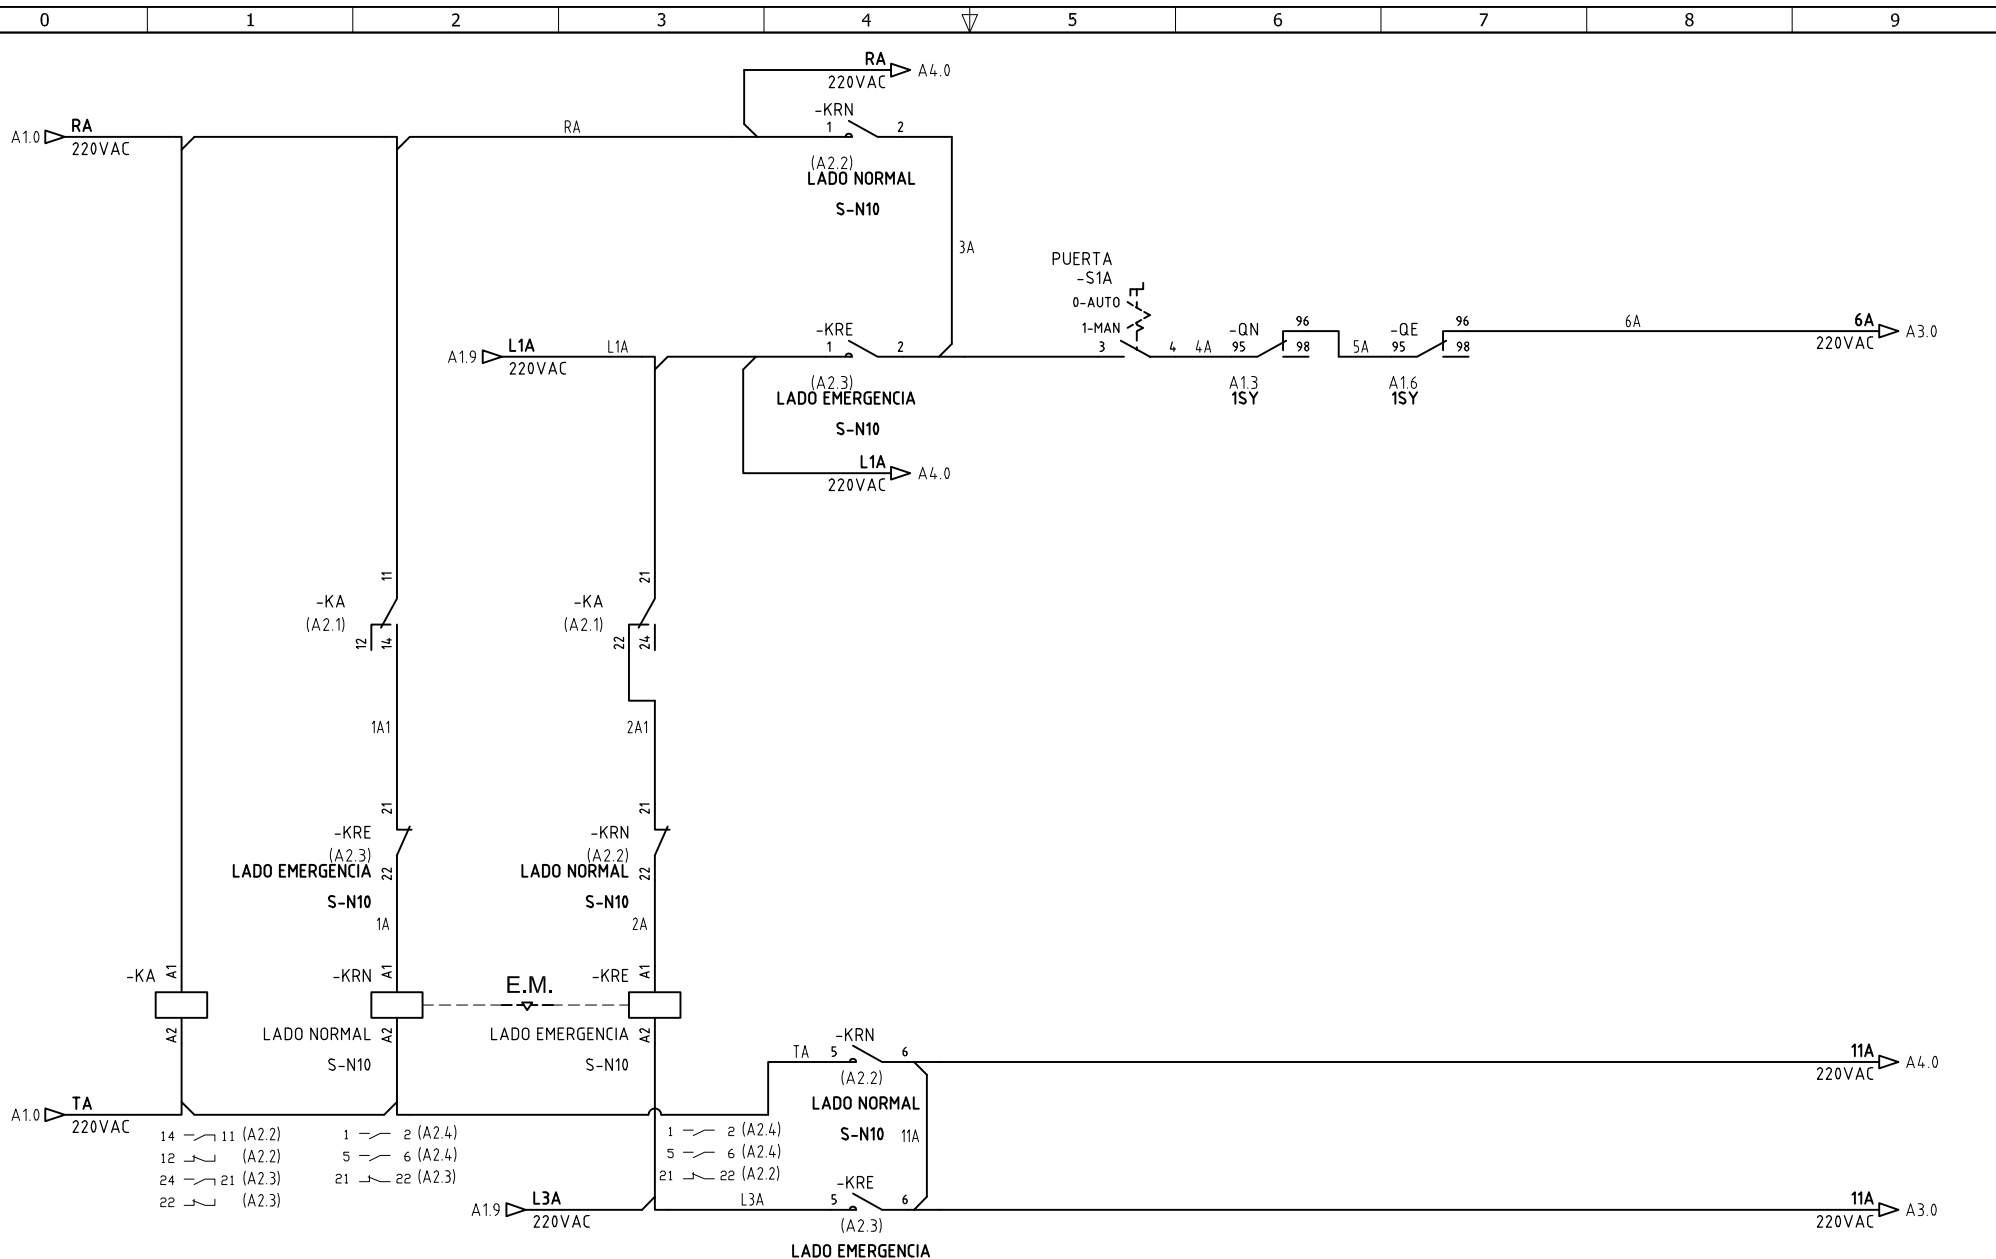 0 1 2 3 4 5 6 7 8 9
RA
220VAC
A4.0
-KRN
A1.0
RA
220VAC
RA
1 2
(A2.2)
LADO NORMAL
S-N10
3A
PUERTA
-S1A
0-AUTO
1-MAN
3 4
4A
-QN
95
96
98
A1.3
1SY
5A
-QE
95
96
98
A1.6
1SY
6A
6A
220VAC
A3.0
A1.9
L1A
220VAC
L1A
-KRE
1 2
(A2.3)
LADO EMERGENCIA
S-N10
L1A
220VAC
A4.0
11
-KA
(A2.1)
12
14
21
-KA
(A2.1)
22
24
1A1
2A1
21
-KRE
(A2.3)
LADO EMERGENCIA
22
S-N10
1A
21
-KRN
(A2.2)
LADO NORMAL
22
S-N10
2A
-KA
A1
A2
-KRN
A1
A2
LADO NORMAL
S-N10
E.M.
-KRE
A1
A2
LADO EMERGENCIA
S-N10
A1.0
TA
220VAC
14 11 (A2.2)
12 (A2.2)
24 21 (A2.3)
22 (A2.3)
1 2 (A2.4)
5 6 (A2.4)
21 22 (A2.3)
1 2 (A2.4)
5 6 (A2.4)
21 22 (A2.2)
TA
-KRN
5 6
(A2.2)
LADO NORMAL
S-N10
11A
11A
220VAC
A4.0
A1.9
L3A
220VAC
L3A
-KRE
5 6
(A2.3)
LADO EMERGENCIA
11A
220VAC
A3.0